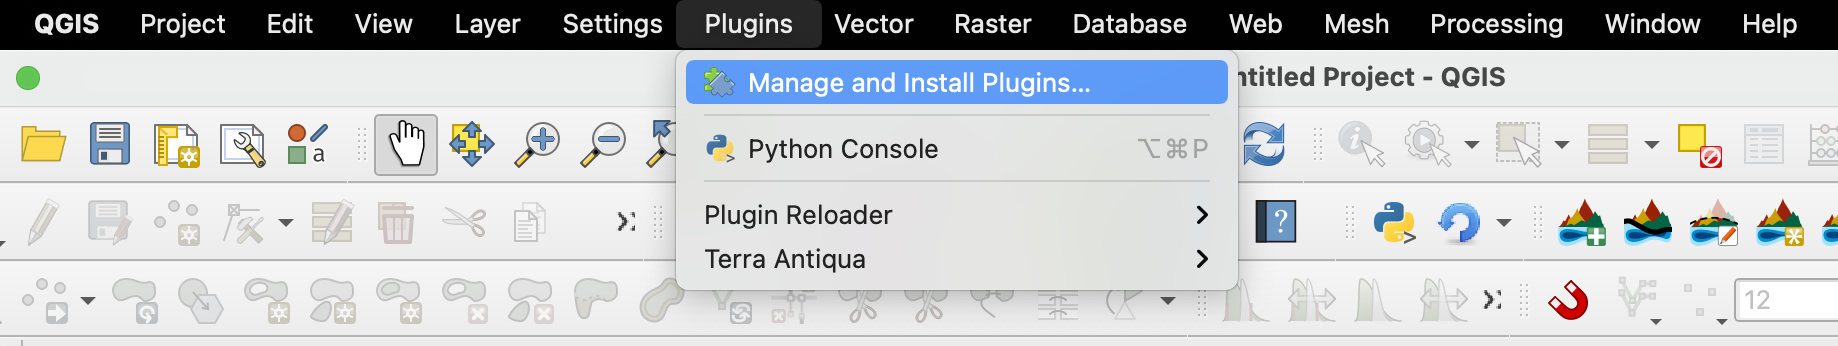 QGIS Project Edit View Layer Settings Plugins Vector Raster Database Web Mesh Processing Window Help
Manage and Install Plugins...
ntitled Project - QGIS
a
Python Console ⌥⌘P
Plugin Reloader
?
Terra Antiqua
12